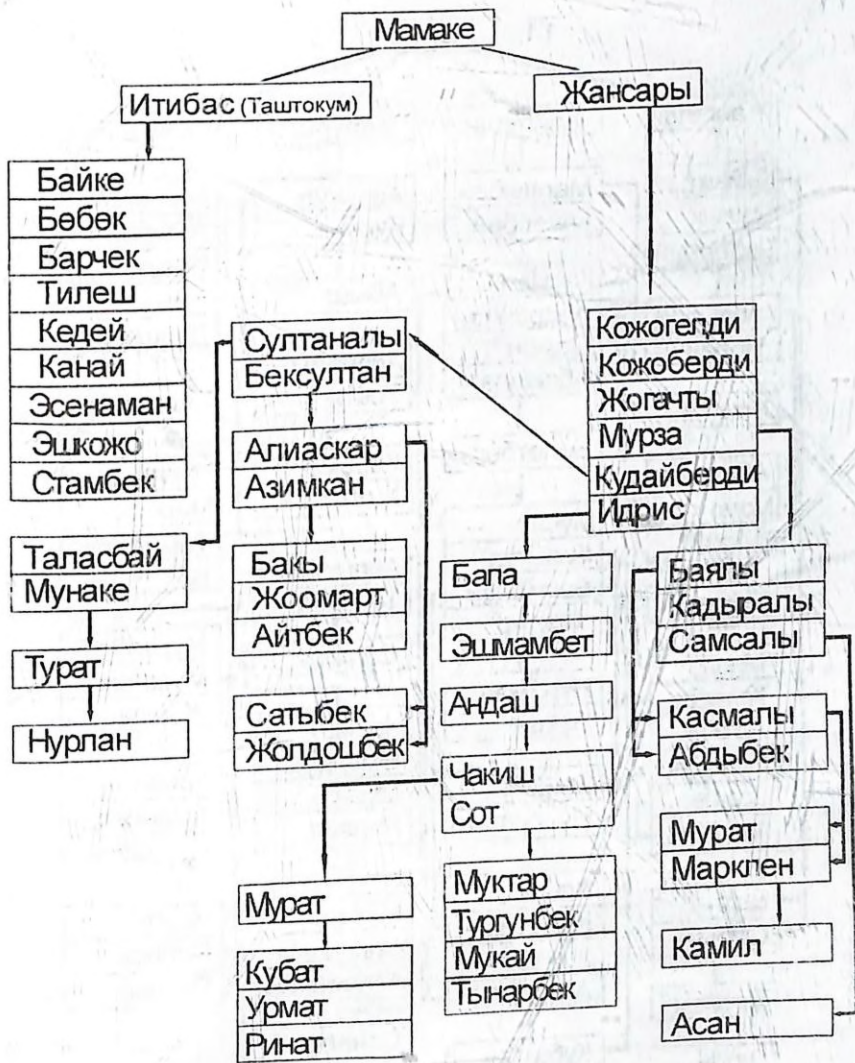 Мамаке
Итибас (Таштокум)
Жансары
Байке
Бөбөк
Барчек
Тилеш
Кедей
Канай
Эсенаман
Эшкожо
Стамбек
Султаналы
Бексултан
Кожогелди
Кожоберди
Жогачты
Мурза
Кудайберди
Идрис
Алиаскар
Азимкан
Таласбай
Мунаке
Бакы
Жоомарт
Айтбек
Бапа
Баялы
Кадыралы
Самсалы
Эшмамбет
Турат
Нурлан
Сатыбек
Жолдошбек
Андаш
Касмалы
Абдыбек
Чакиш
Сот
Мурат
Марклен
Мурат
Муктар
Тургунбек
Мукай
Тынарбек
Камил
Кубат
Урмат
Ринат
Асан